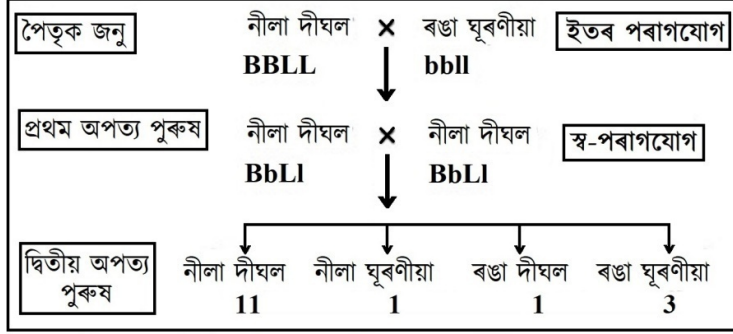 পৈতৃক জনু নীলা দীঘল × ৰঙা ঘূৰণীয়া ইতৰ পৰাগযোগ
BBLL bbll
প্ৰথম অপত্য পুৰুষ নীলা দীঘল × নীলা দীঘল স্ব-পৰাগযোগ
BbLl BbLl
দ্বিতীয় অপত্য পুৰুষ নীলা দীঘল নীলা ঘূৰণীয়া ৰঙা দীঘল ৰঙা ঘূৰণীয়া
11 1 1 3